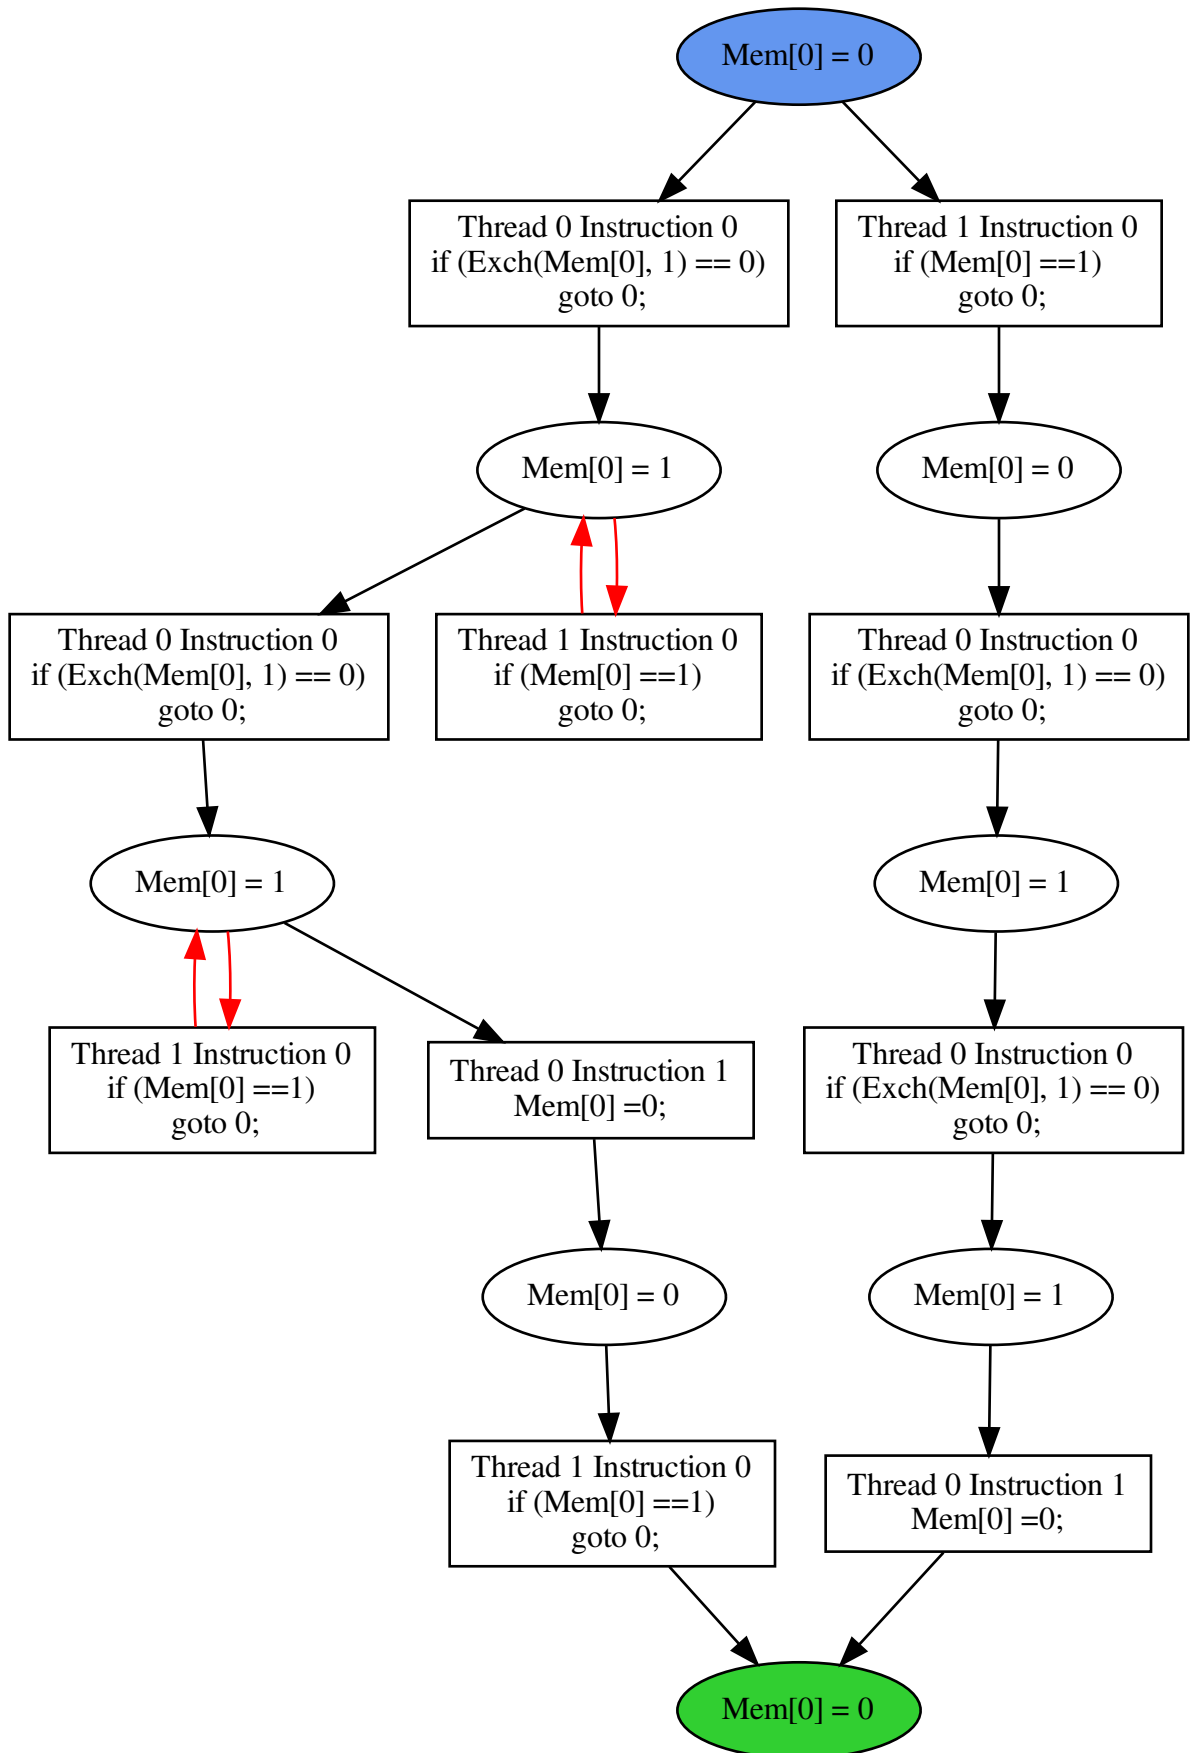 Mem[0] = 0
Thread 0 Instruction 0
if (Exch(Mem[0], 1) == 0)
goto 0;
Thread 1 Instruction 0
if (Mem[0] ==1)
goto 0;
Mem[0] = 1
Mem[0] = 0
Thread 0 Instruction 0
if (Exch(Mem[0], 1) == 0)
goto 0;
Thread 1 Instruction 0
if (Mem[0] ==1)
goto 0;
Thread 0 Instruction 0
if (Exch(Mem[0], 1) == 0)
goto 0;
Mem[0] = 1
Mem[0] = 1
Thread 1 Instruction 0
if (Mem[0] ==1)
goto 0;
Thread 0 Instruction 1
Mem[0] =0;
Thread 0 Instruction 0
if (Exch(Mem[0], 1) == 0)
goto 0;
Mem[0] = 0
Mem[0] = 1
Thread 1 Instruction 0
if (Mem[0] ==1)
goto 0;
Thread 0 Instruction 1
Mem[0] =0;
Mem[0] = 0